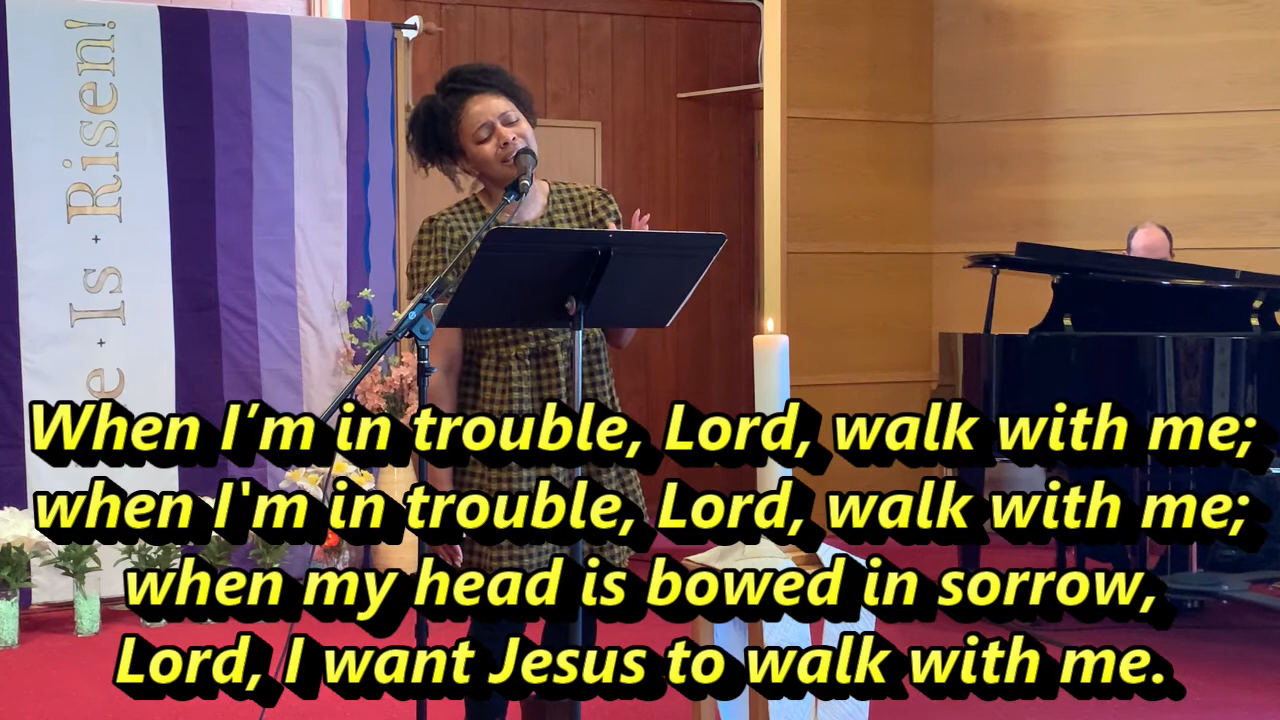 e · Is · Risen!
When I’m in trouble, Lord, walk with me;
when I'm in trouble, Lord, walk with me;
when my head is bowed in sorrow,
Lord, I want Jesus to walk with me.